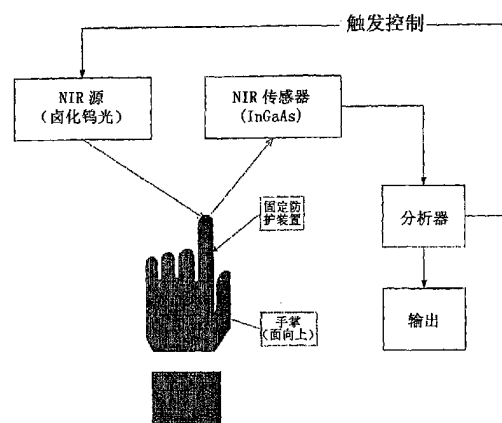 触发控制
NIR 源
(卤化钨光)
NIR 传感器
(InGaAs)
固定防
护装置
分析器
手掌
(面向上)
输出